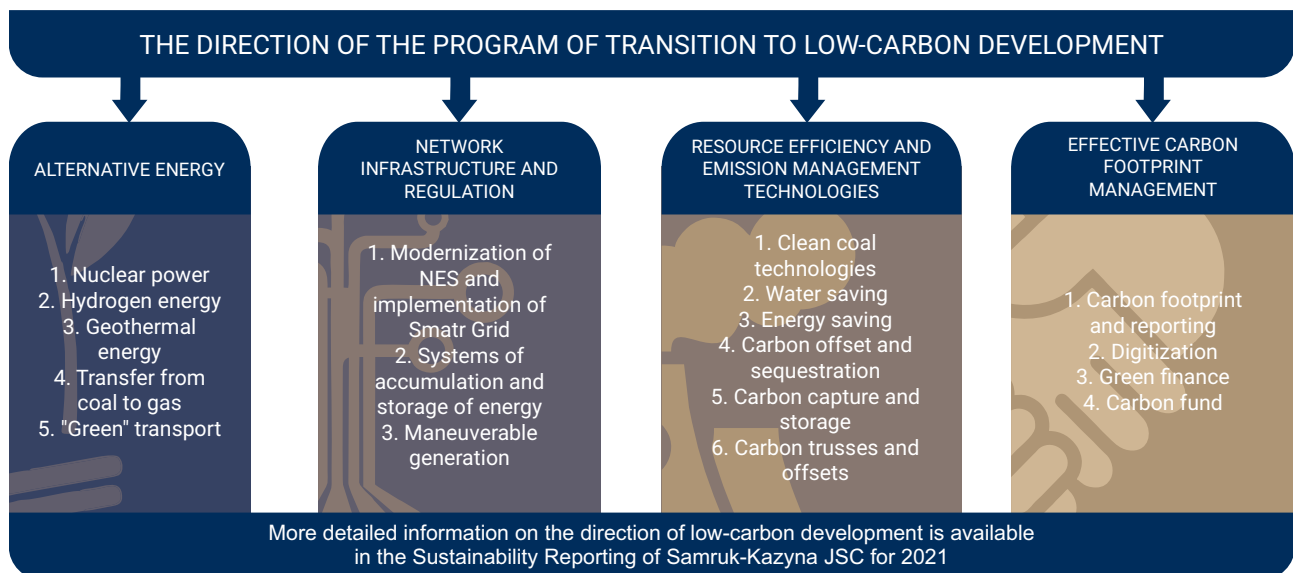 THE DIRECTION OF THE PROGRAM OF TRANSITION TO LOW-CARBON DEVELOPMENT
ALTERNATIVE ENERGY
1. Nuclear power
2. Hydrogen energy
3. Geothermal
energy
4. Transfer from
coal to gas
5. "Green" transport
NETWORK
INFRASTRUCTURE AND
REGULATION
1. Modernization of
NES and
implementation of
Smatr Grid
2. Systems of
accumulation and
storage of energy
3. Maneuverable
generation
RESOURCE EFFICIENCY AND
EMISSION MANAGEMENT
TECHNOLOGIES
1. Clean coal
technologies
2. Water saving
3. Energy saving
4. Carbon offset and
sequestration
5. Carbon capture and
storage
6. Carbon trusses and
offsets
EFFECTIVE CARBON
FOOTPRINT
MANAGEMENT
1. Carbon footprint
and reporting
2. Digitization
3. Green finance
4. Carbon fund
More detailed information on the direction of low-carbon development is available
in the Sustainability Reporting of Samruk-Kazyna JSC for 2021